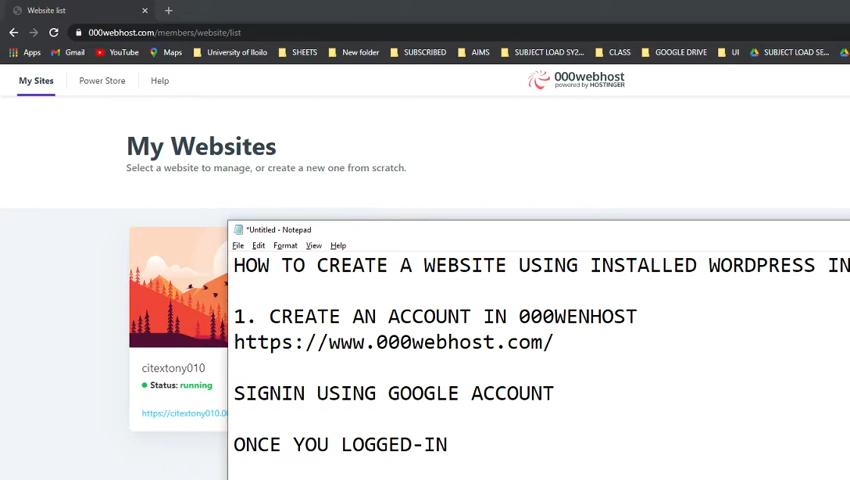 Website list
000webhost.com/members/website/list
Apps Gmail YouTube Maps University of Iloilo SHEETS New folder SUBSCRIBED AIMS SUBJECT LOAD SY2... CLASS GOOGLE DRIVE UI SUBJECT LOAD SE...
My Sites Power Store Help
000webhost
powered by HOSTINGER
My Websites
Select a website to manage, or create a new one from scratch.
*Untitled - Notepad
File Edit Format View Help
HOW TO CREATE A WEBSITE USING INSTALLED WORDPRESS IN
1. CREATE AN ACCOUNT IN 000WENHOST
https://www.000webhost.com/
SIGNIN USING GOOGLE ACCOUNT
ONCE YOU LOGGED-IN
citextony010
Status: running
https://citextony010.00